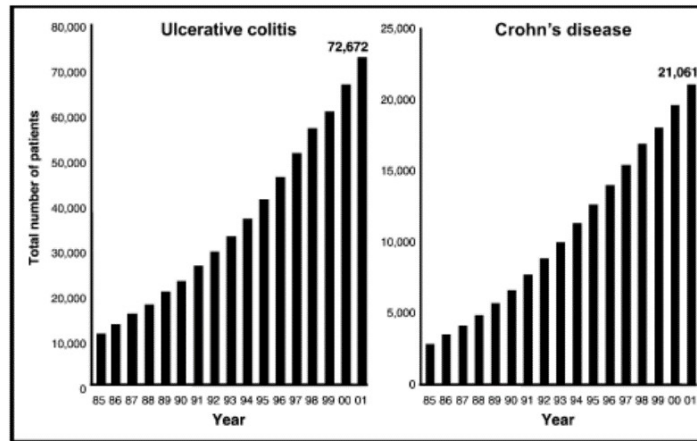 Ulcerative colitis
80,000
72,672
70,000
60,000
50,000
40,000
30,000
20,000
10,000
0
Total number of patients
85 86 87 88 89 90 91 92 93 94 95 96 97 98 99 00 01
Year
Crohn's disease
25,000
21,061
20,000
15,000
10,000
5,000
0
85 86 87 88 89 90 91 92 93 94 95 96 97 98 99 00 01
Year